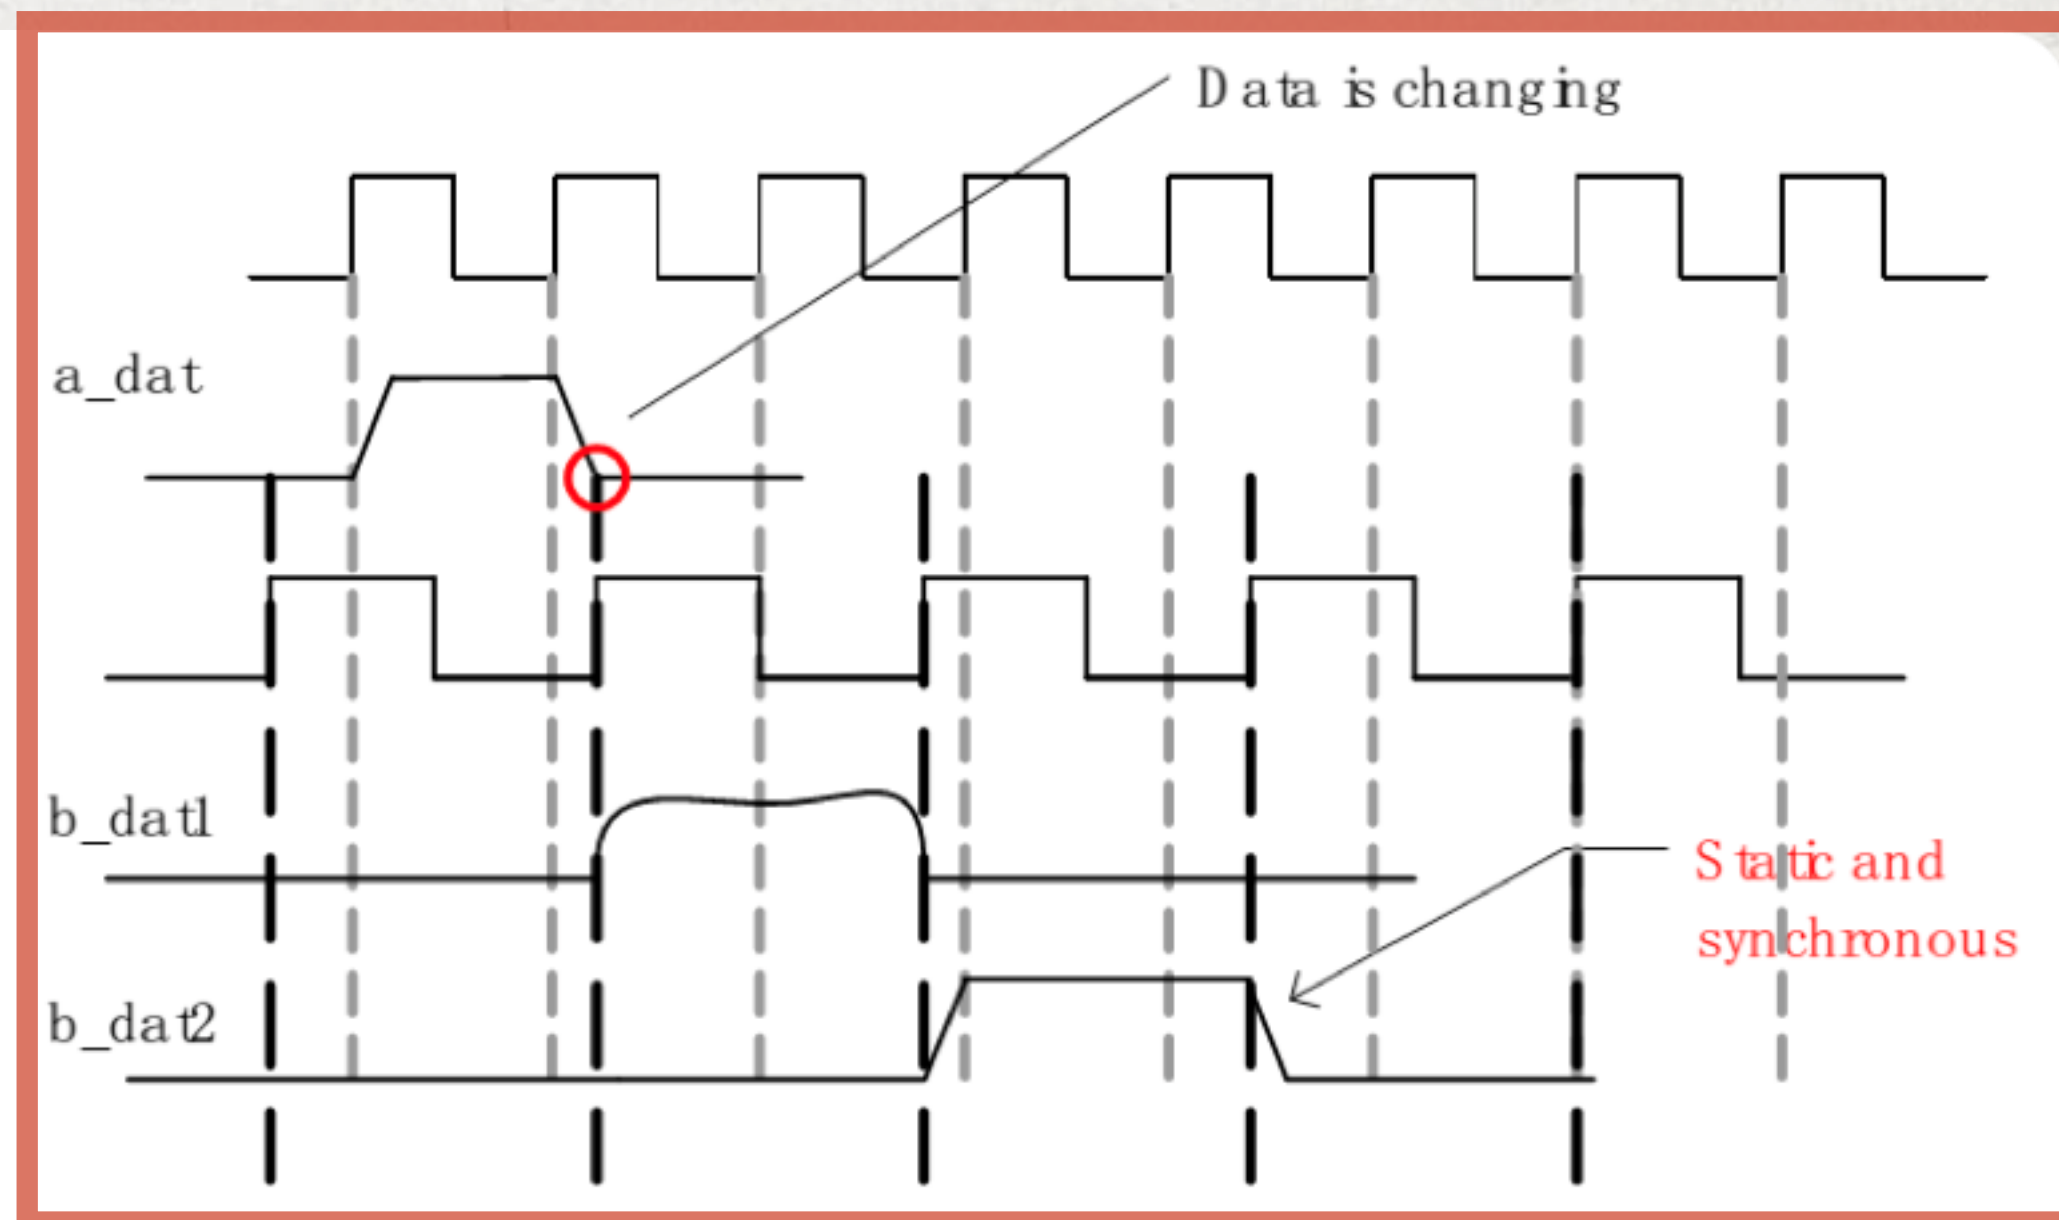 Data is changing
a_dat
b_dat1
Static and
synchronous
b_dat2